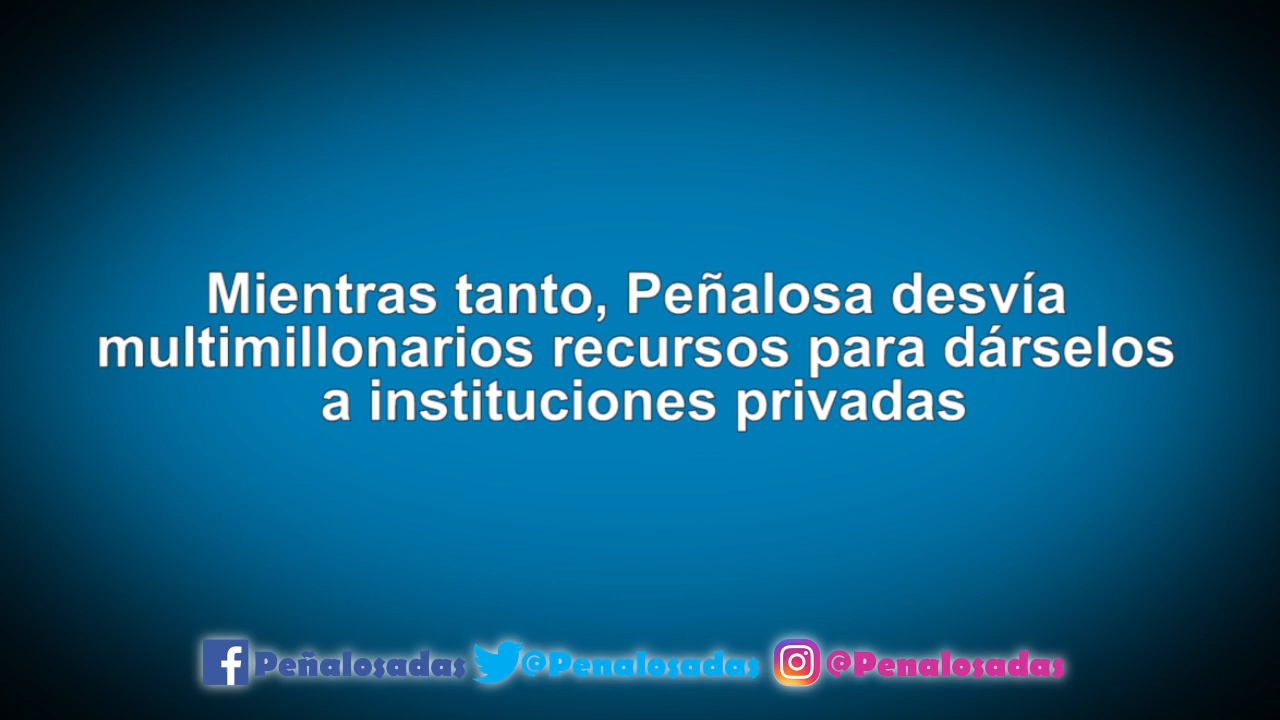 Mientras tanto, Peñalosa desvía
multimillonarios recursos para dárselos
a instituciones privadas
Peñalosadas @Penalosadas @Penalosadas